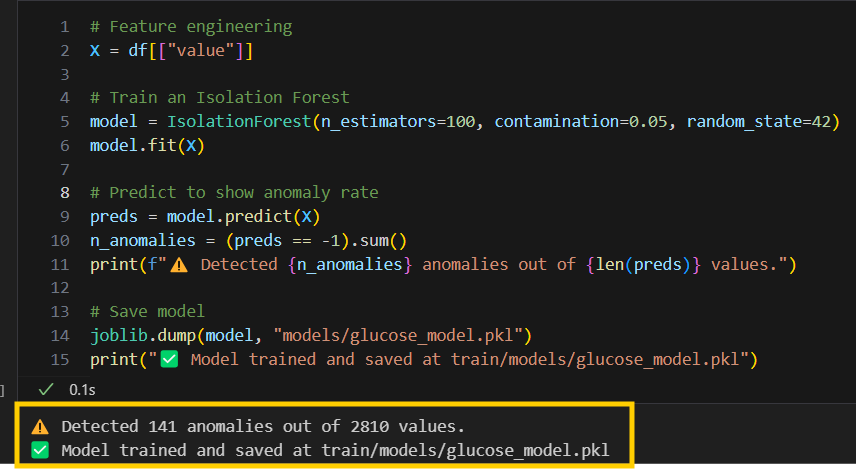 1 # Feature engineering
2 X = df[["value"]]
3
4 # Train an Isolation Forest
5 model = IsolationForest(n_estimators=100, contamination=0.05, random_state=42)
6 model.fit(X)
7
8 # Predict to show anomaly rate
9 preds = model.predict(X)
10 n_anomalies = (preds == -1).sum()
11 print(f"⚠️ Detected {n_anomalies} anomalies out of {len(preds)} values.")
12
13 # Save model
14 joblib.dump(model, "models/glucose_model.pkl")
15 print("✅ Model trained and saved at train/models/glucose_model.pkl")
] ✓ 0.1s
⚠️ Detected 141 anomalies out of 2810 values.
✅ Model trained and saved at train/models/glucose_model.pkl